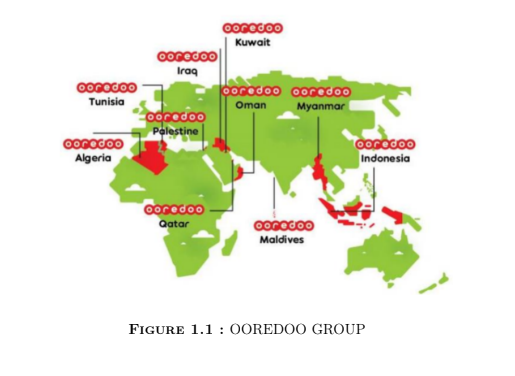 ooredoo
Kuwait
ooredoo
Iraq
ooredoo
Tunisia
ooredoo
Oman
ooredoo
Myanmar
ooredoo
Palestine
ooredoo
Algeria
ooredoo
Indonesia
ooredoo
Qatar
ooredoo
Maldives
FIGURE 1.1 : OOREDOO GROUP